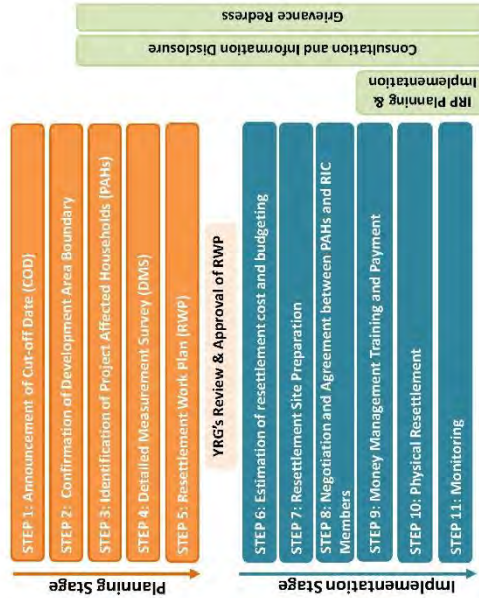 Planning Stage
STEP 1: Announcement of Cut-off Date (COD)
STEP 2: Confirmation of Development Area Boundary
STEP 3: Identification of Project Affected Households (PAHs)
STEP 4: Detailed Measurement Survey (DMS)
STEP 5: Resettlement Work Plan (RWP)
YRG's Review & Approval of RWP
Implementation Stage
STEP 6: Estimation of resettlement cost and budgeting
STEP 7: Resettlement Site Preparation
STEP 8: Negotiation and Agreement between PAHs and RIC
Members
STEP 9: Money Management Training and Payment
STEP 10: Physical Resettlement
STEP 11: Monitoring
IRP Planning &
Implementation
Consultation and Information Disclosure
Grievance Redress